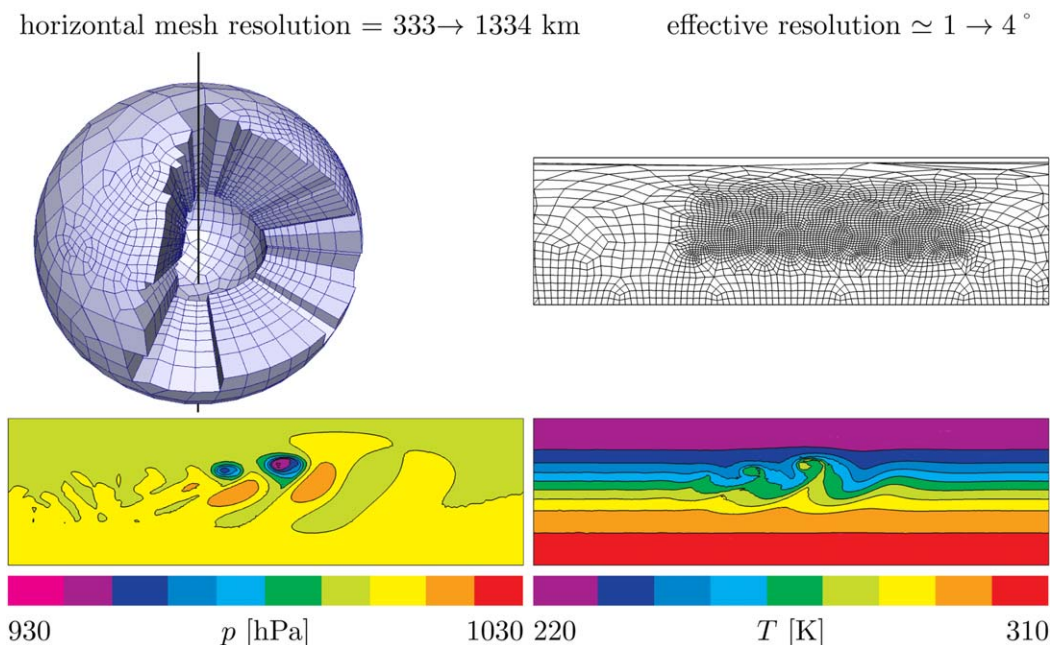 horizontal mesh resolution = 333→ 1334 km
effective resolution ≃ 1 → 4 °
930 p [hPa] 1030
220 T [K] 310